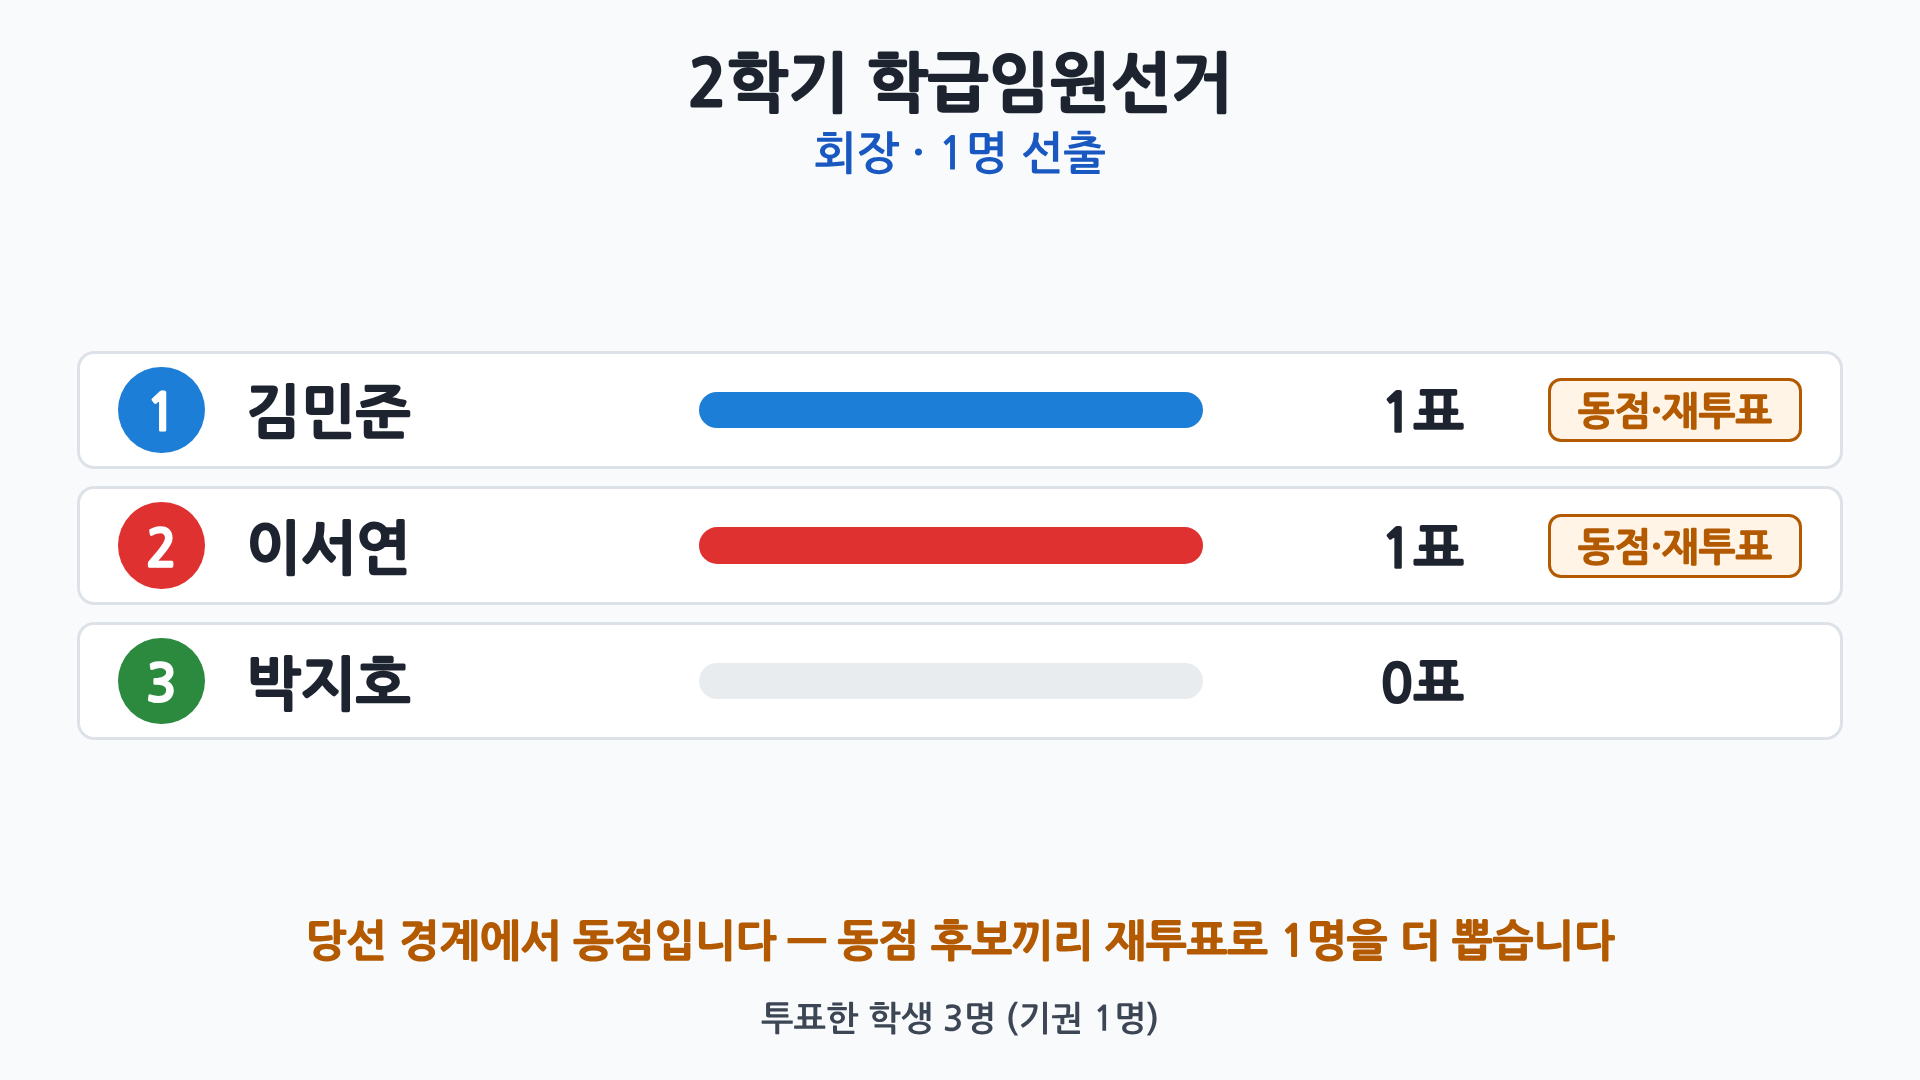 2학기 학급임원선거
회장 · 1명 선출
1 김민준 1표 동점·재투표
2 이서연 1표 동점·재투표
3 박지호 0표
당선 경계에서 동점입니다 — 동점 후보끼리 재투표로 1명을 더 뽑습니다
투표한 학생 3명 (기권 1명)